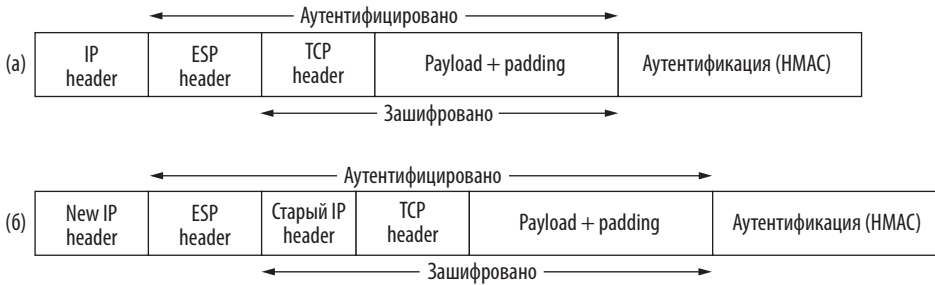 Аутентифицировано
(а)
IP
header
ESP
header
TCP
header
Payload + padding
Аутентификация (HMAC)
Зашифровано
Аутентифицировано
(б)
New IP
header
ESP
header
Старый IP
header
TCP
header
Payload + padding
Аутентификация (HMAC)
Зашифровано